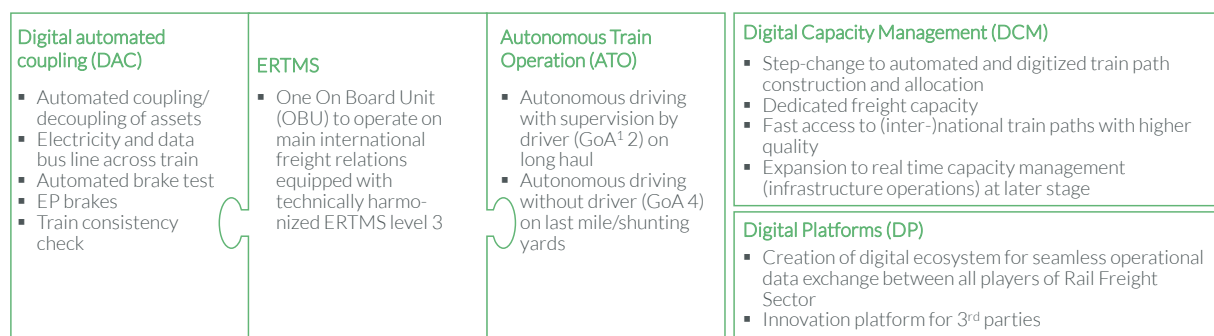 Digital automated
coupling (DAC)
▪ Automated coupling/
decoupling of assets
▪ Electricity and data
bus line across train
▪ Automated brake test
▪ EP brakes
▪ Train consistency
check
ERTMS
▪ One On Board Unit
(OBU) to operate on
main international
freight relations
equipped with
technically harmo-
nized ERTMS level 3
Autonomous Train
Operation (ATO)
▪ Autonomous driving
with supervision by
driver (GoA¹ 2) on
long haul
▪ Autonomous driving
without driver (GoA 4)
on last mile/shunting
yards
Digital Capacity Management (DCM)
▪ Step-change to automated and digitized train path
construction and allocation
▪ Dedicated freight capacity
▪ Fast access to (inter-)national train paths with higher
quality
▪ Expansion to real time capacity management
(infrastructure operations) at later stage
Digital Platforms (DP)
▪ Creation of digital ecosystem for seamless operational
data exchange between all players of Rail Freight
Sector
▪ Innovation platform for 3rd parties